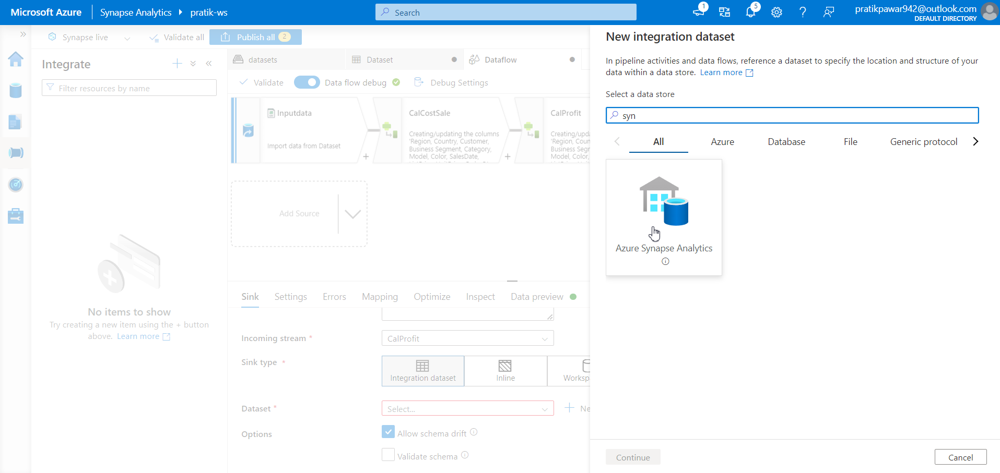 Microsoft Azure
Synapse Analytics
pratik-ws
Search
1
5
pratikpawar942@outlook.com
DEFAULT DIRECTORY
Synapse live
Validate all
Publish all
2
Integrate
Filter resources by name
No items to show
Try creating a new item using the + button
above. Learn more
datasets
Dataset
Dataflow
Validate
Data flow debug
Debug Settings
Inputdata
Import data from Dataset
CalCostSale
Creating/updating the columns
'Region, Country, Customer,
Business Segment, Category,
Model, Color, SalesDate,
CalProfit
Creating/upda
'Region, Coun
Business Segm
Model, Color,
Add Source
Sink
Settings
Errors
Mapping
Optimize
Inspect
Data preview
Incoming stream *
CalProfit
Sink type *
Integration dataset
Inline
Worksp
Dataset *
Select...
Ne
Options
Allow schema drift
Validate schema
New integration dataset
In pipeline activities and data flows, reference a dataset to specify the location and structure of your
data within a data store. Learn more
Select a data store
syn
All
Azure
Database
File
Generic protocol
Azure Synapse Analytics
Continue
Cancel